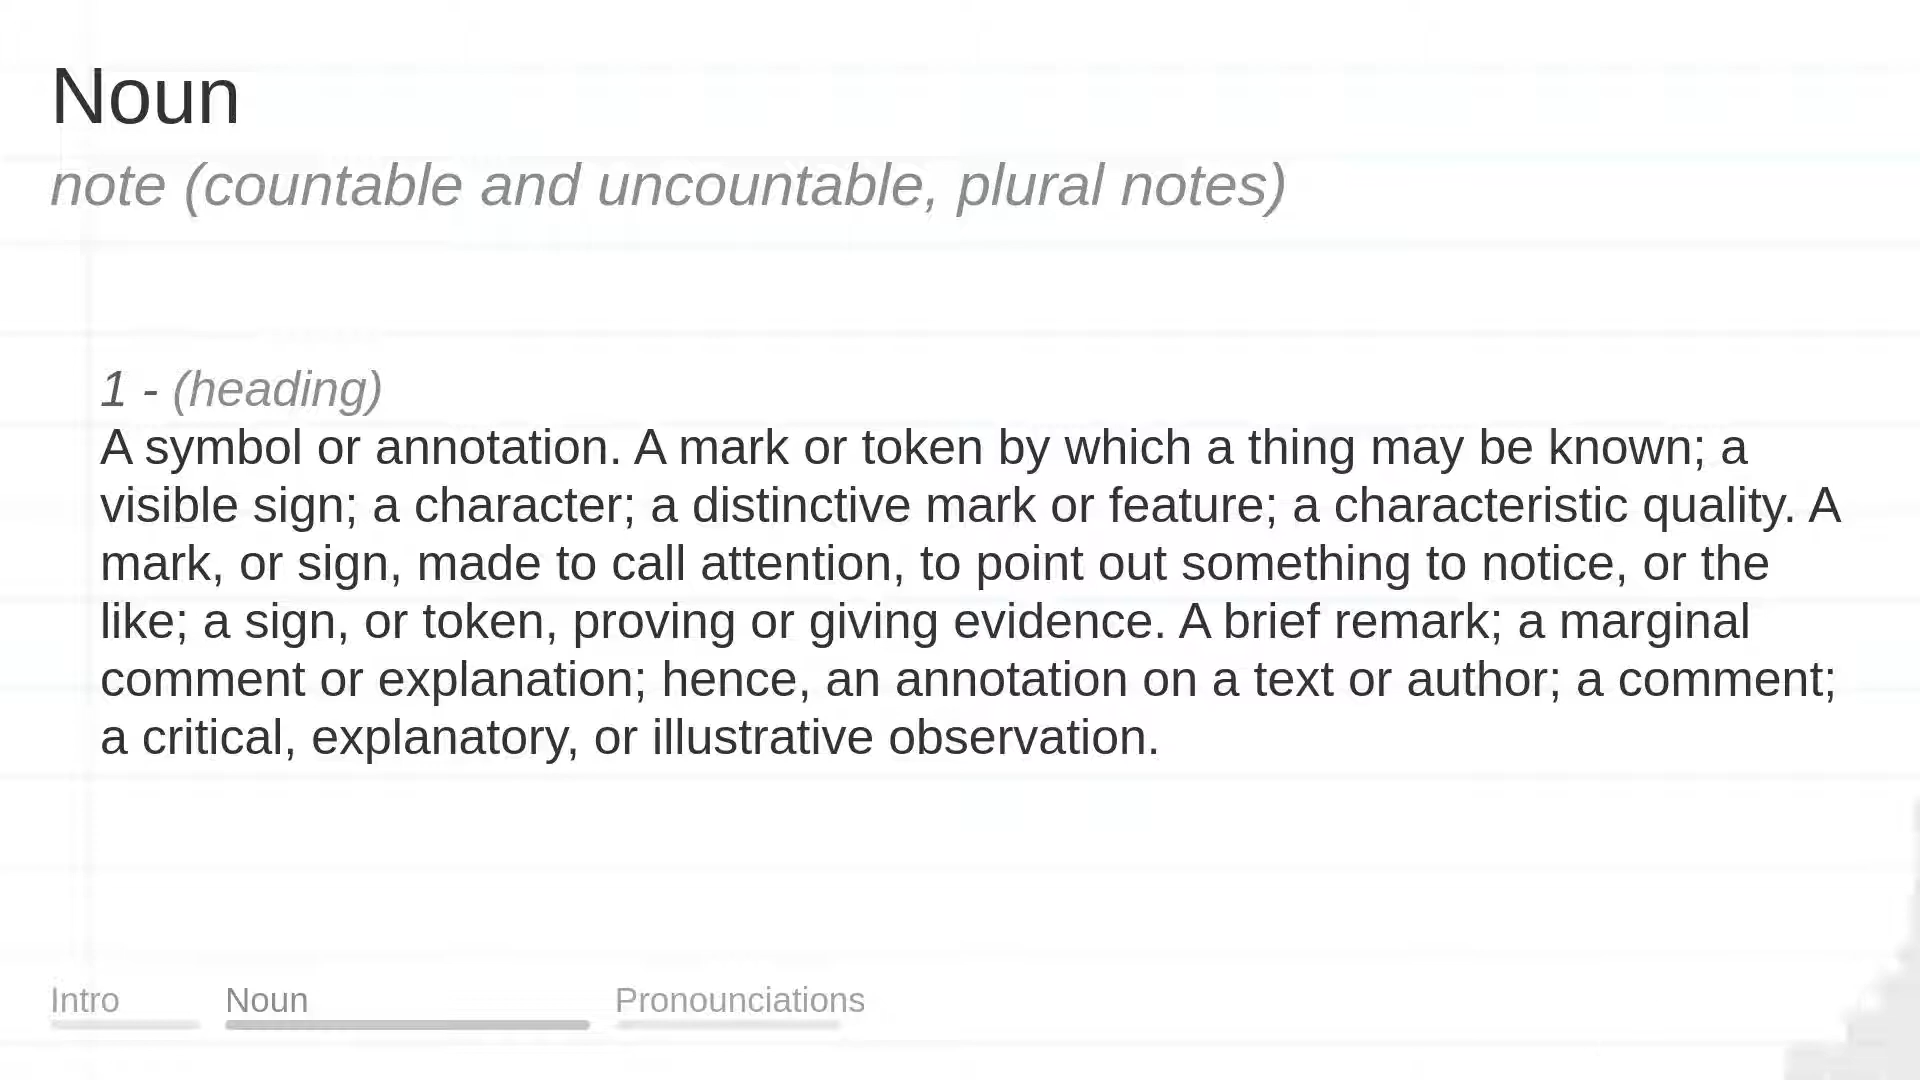 Noun
note (countable and uncountable, plural notes)
1 - (heading)
A symbol or annotation. A mark or token by which a thing may be known; a
visible sign; a character; a distinctive mark or feature; a characteristic quality. A
mark, or sign, made to call attention, to point out something to notice, or the
like; a sign, or token, proving or giving evidence. A brief remark; a marginal
comment or explanation; hence, an annotation on a text or author; a comment;
a critical, explanatory, or illustrative observation.
Intro Noun Pronounciations